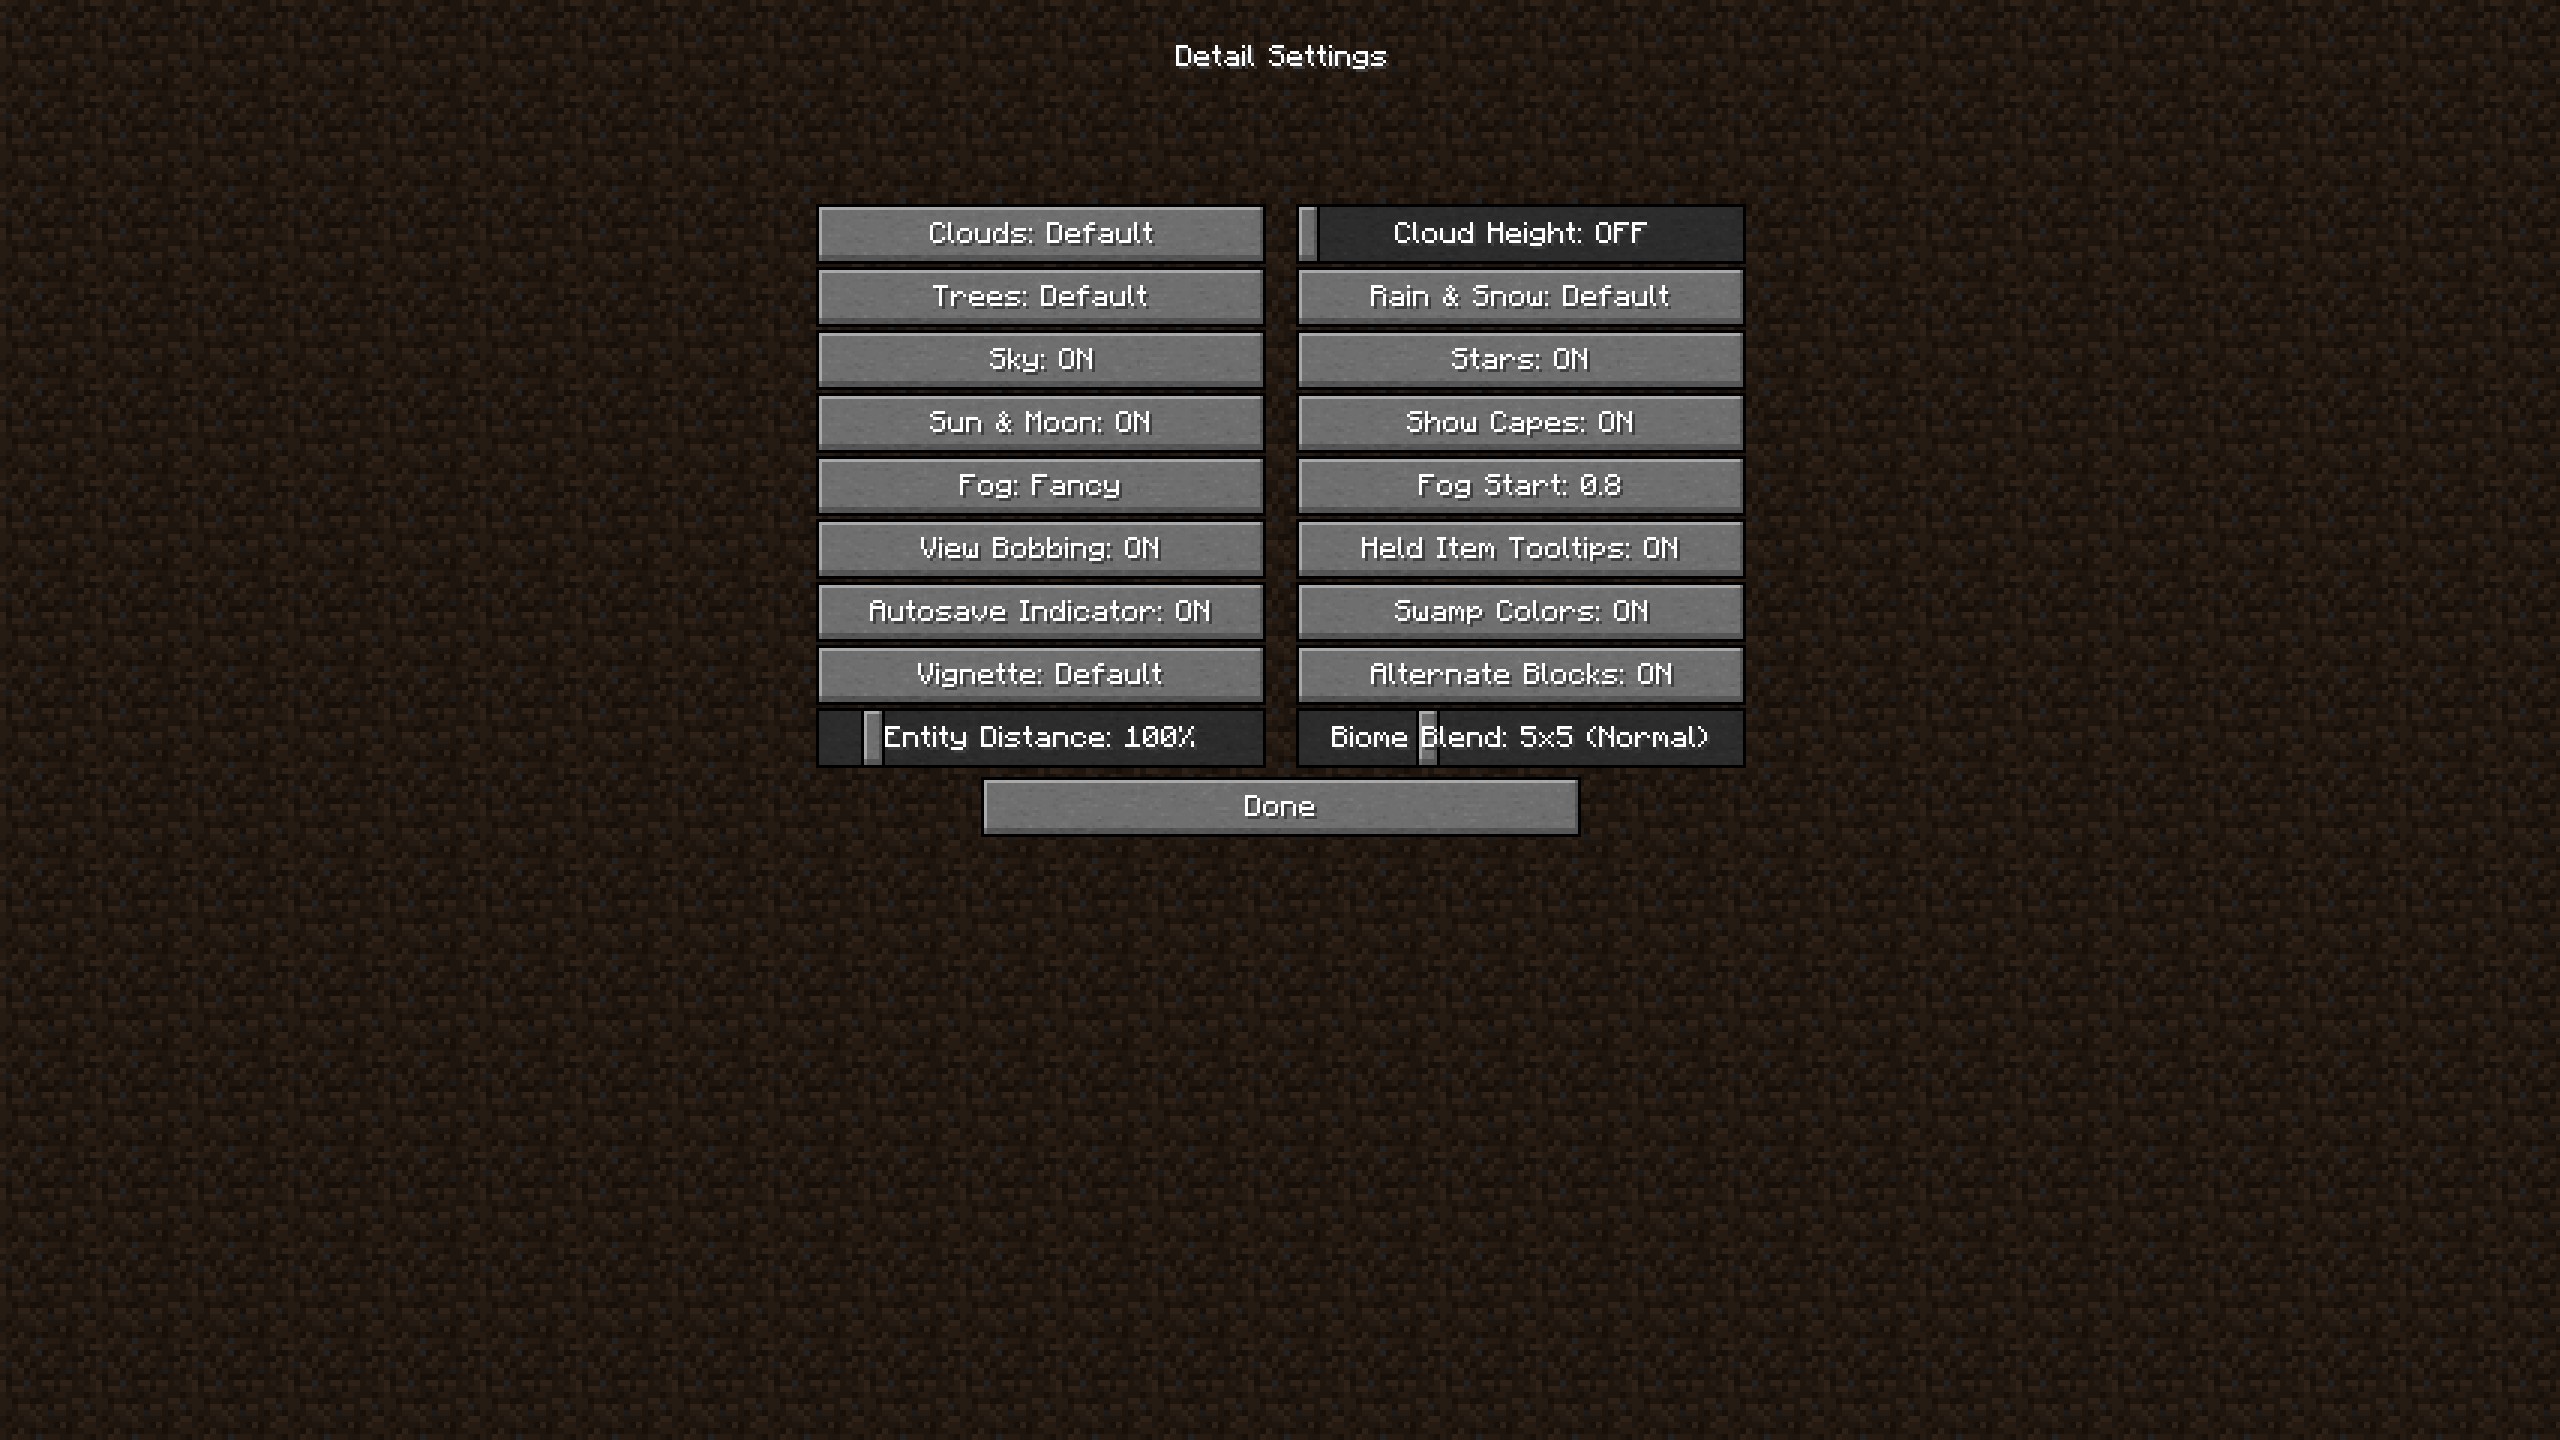 Detail Settings
Clouds: Default
Cloud Height: OFF
Trees: Default
Rain & Snow: Default
Sky: ON
Stars: ON
Sun & Moon: ON
Show Capes: ON
Fog: Fancy
Fog Start: 0.8
View Bobbing: ON
Held Item Tooltips: ON
Autosave Indicator: ON
Swamp Colors: ON
Vignette: Default
Alternate Blocks: ON
Entity Distance: 100%
Biome Blend: 5x5 (Normal)
Done